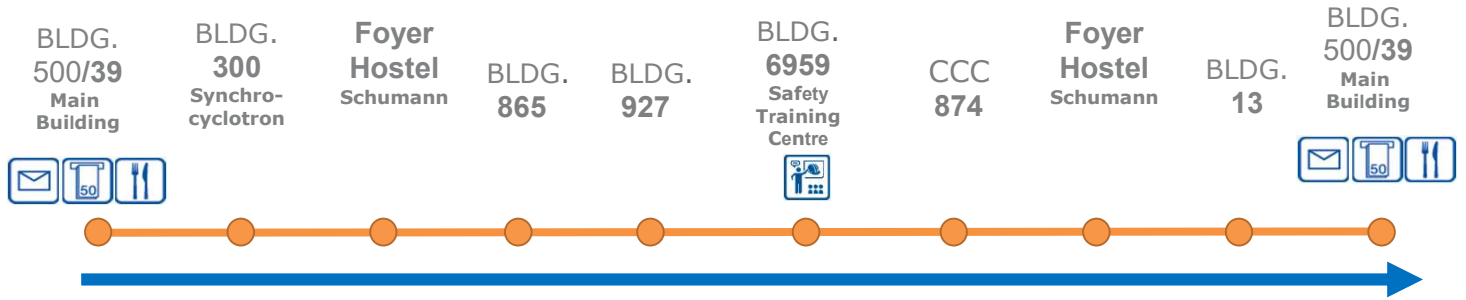 BLDG.
500/39
Main
Building
BLDG.
300
Synchro-
cyclotron
Foyer
Hostel
Schumann
BLDG.
865
BLDG.
927
BLDG.
6959
Safety
Training
Centre
CCC
874
Foyer
Hostel
Schumann
BLDG.
13
BLDG.
500/39
Main
Building
50
50